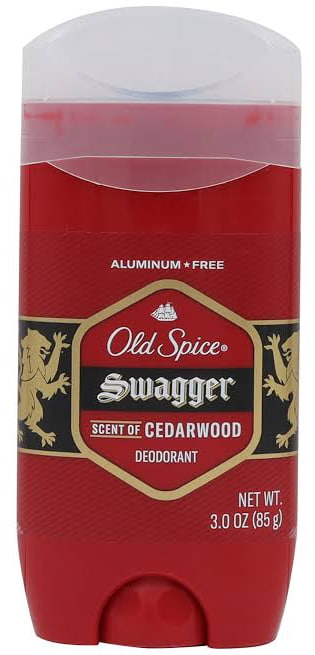 ALUMINUM★FREE
Old Spice®
Swagger
SCENT OF CEDARWOOD
DEODORANT
NET WT.
3.0 OZ (85 g)